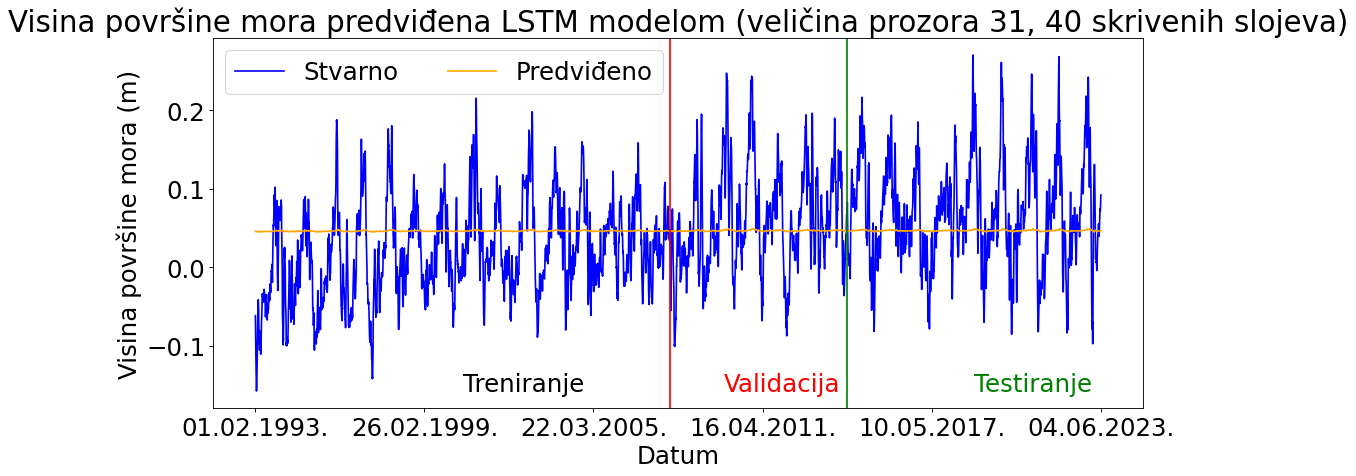 Visina površine mora predviđena LSTM modelom (veličina prozora 31, 40 skrivenih slojeva)
Stvarno
Predviđeno
Visina površine mora (m)
0.2
0.1
0.0
−0.1
Treniranje
Validacija
Testiranje
01.02.1993.
26.02.1999.
22.03.2005.
16.04.2011.
10.05.2017.
04.06.2023.
Datum